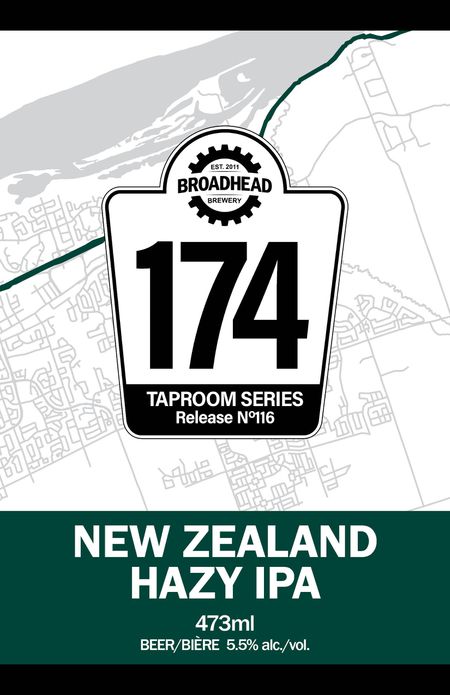 EST. 2011
BROADHEAD
BREWERY
174
TAPROOM SERIES
Release Nº116
NEW ZEALAND
HAZY IPA
473ml
BEER/BIÈRE 5.5% alc./vol.